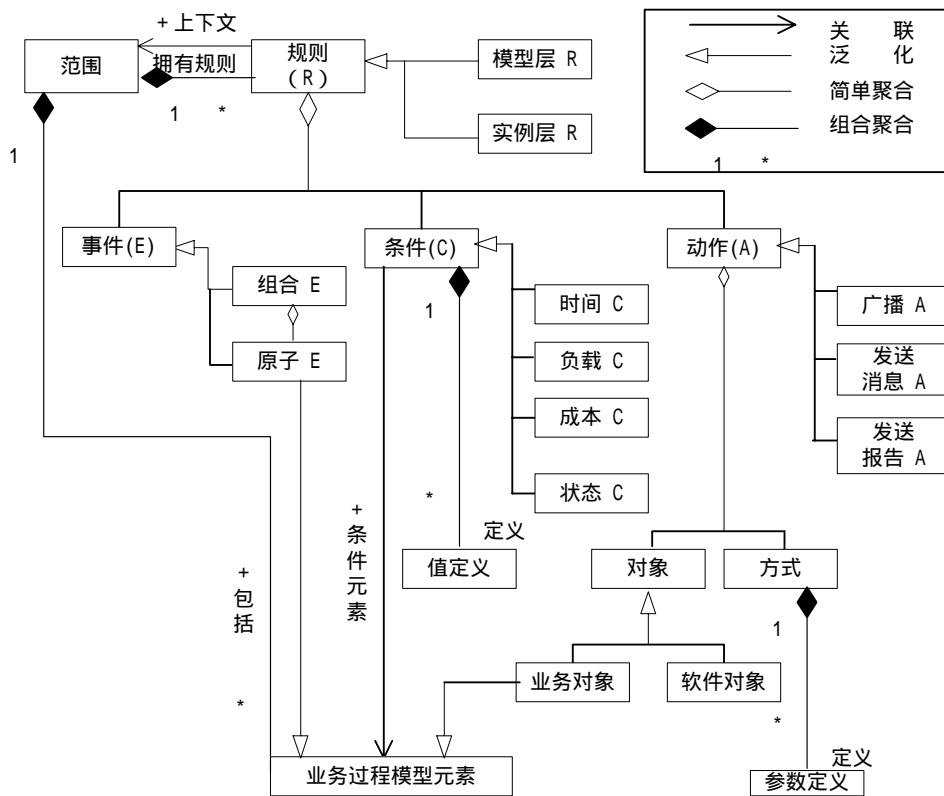 + 上下文
范围
拥有规则
规则
(R)
模型层 R
实例层 R
关 联
泛 化
简单聚合
组合聚合
1 *
1 *
1
事件(E)
条件(C)
动作(A)
组合 E
原子 E
1
时间 C
负载 C
成本 C
状态 C
广播 A
发送
消息 A
发送
报告 A
*
定义
值定义
+条件元素
+包括
*
对象
方式
1
业务对象
软件对象
*
业务过程模型元素
定义
参数定义